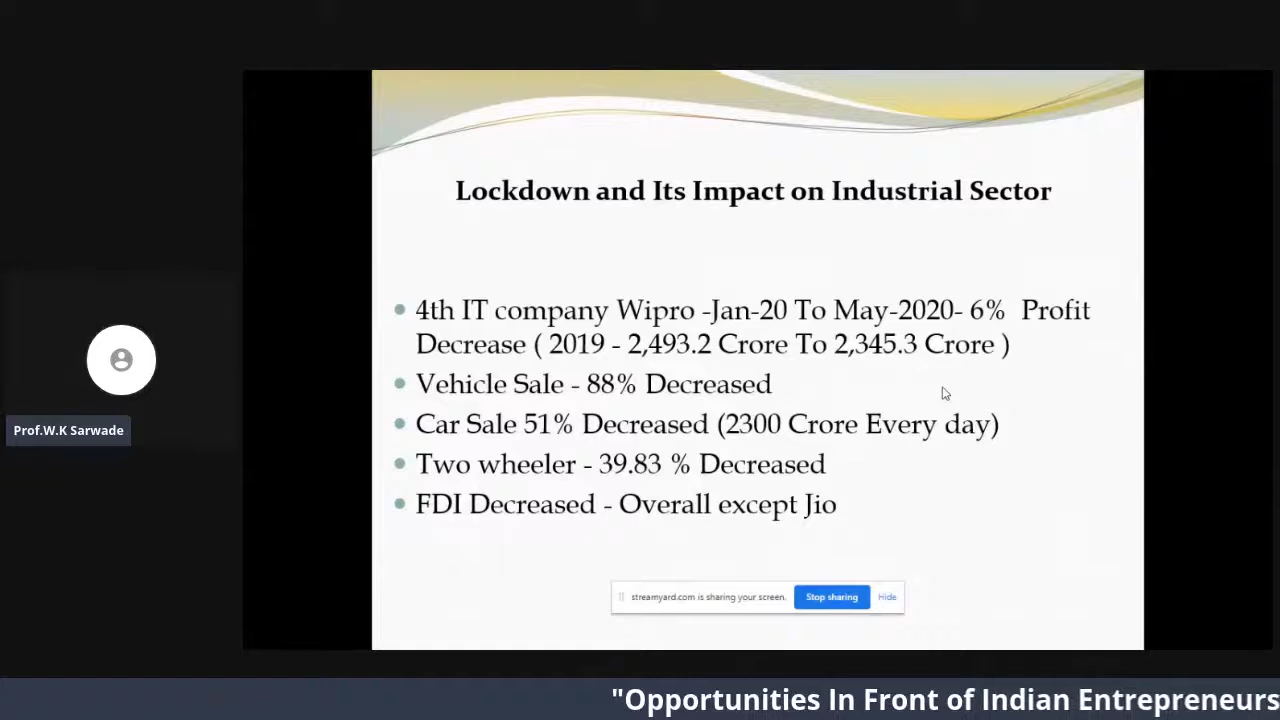 Lockdown and Its Impact on Industrial Sector
4th IT company Wipro -Jan-20 To May-2020- 6% Profit
Decrease ( 2019 - 2,493.2 Crore To 2,345.3 Crore )
Vehicle Sale - 88% Decreased
Car Sale 51% Decreased (2300 Crore Every day)
Two wheeler - 39.83 % Decreased
FDI Decreased - Overall except Jio
streamyard.com is sharing your screen. Stop sharing Hide
Prof.W.K Sarwade
"Opportunities In Front of Indian Entrepreneurs